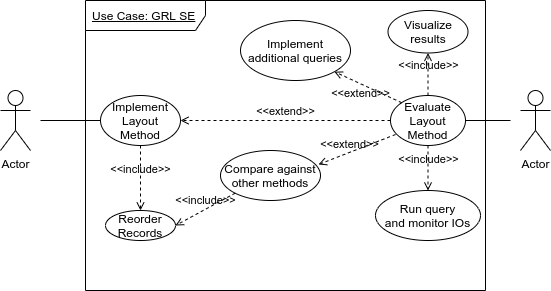 Use Case: GRL SE
Visualize
results
Implement
additional queries
<<include>>
<<extend>>
Implement
Layout
Method
<<extend>>
Evaluate
Layout
Method
Actor
Actor
<<extend>>
<<include>>
<<include>>
Compare against
other methods
<<include>>
Reorder
Records
Run query
and monitor IOs